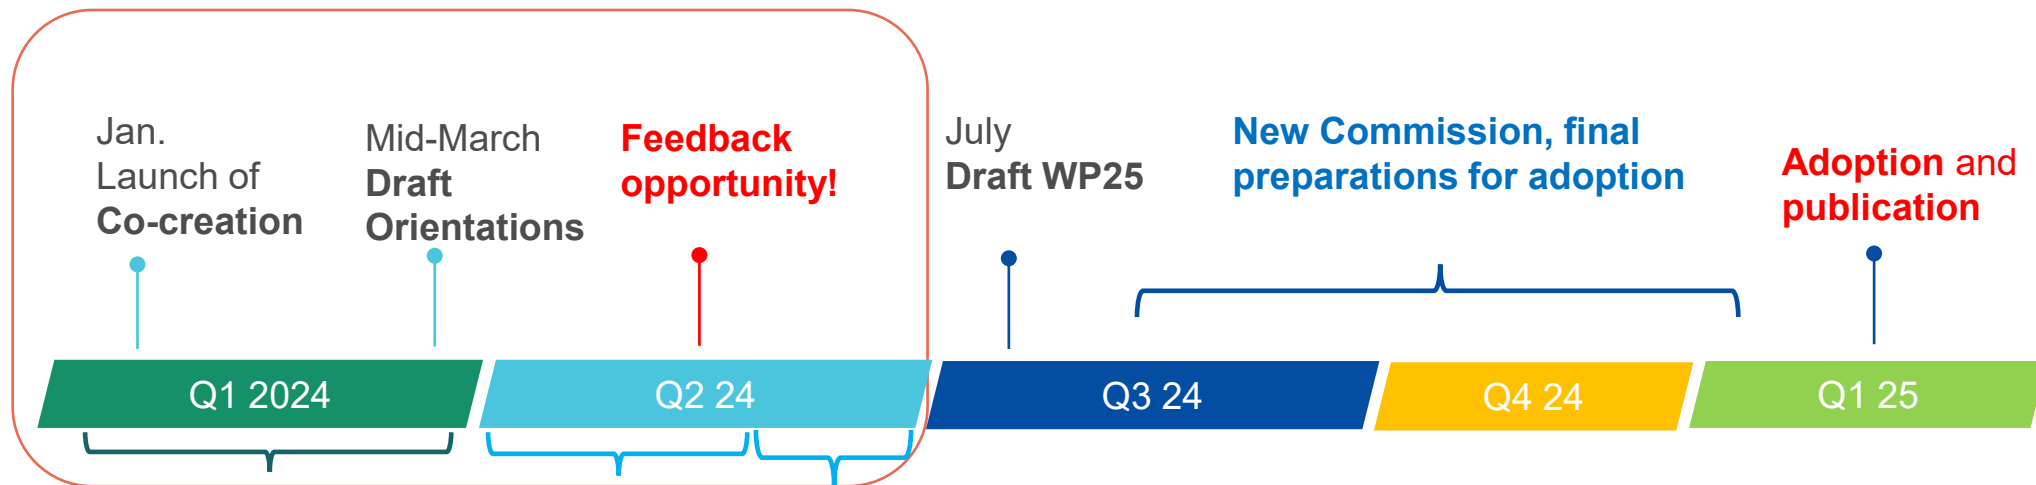 Jan.
Launch of
Co-creation
Mid-March
Draft
Orientations
Feedback
opportunity!
July
Draft WP25
New Commission, final
preparations for adoption
Adoption and
publication
Q1 2024
Q2 24
Q3 24
Q4 24
Q1 25